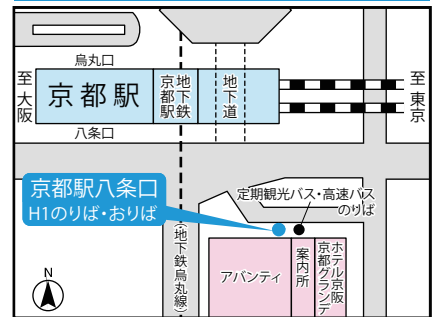 烏丸口
至大阪
京都駅
地下鉄
京都駅
地下道
至東京
八条口
京都駅八条口
H1のりば・おりば
定期観光バス・高速バス
のりば
(地下鉄烏丸線)
アバンティ
案内所
ホテル京阪
京都グランデ
N